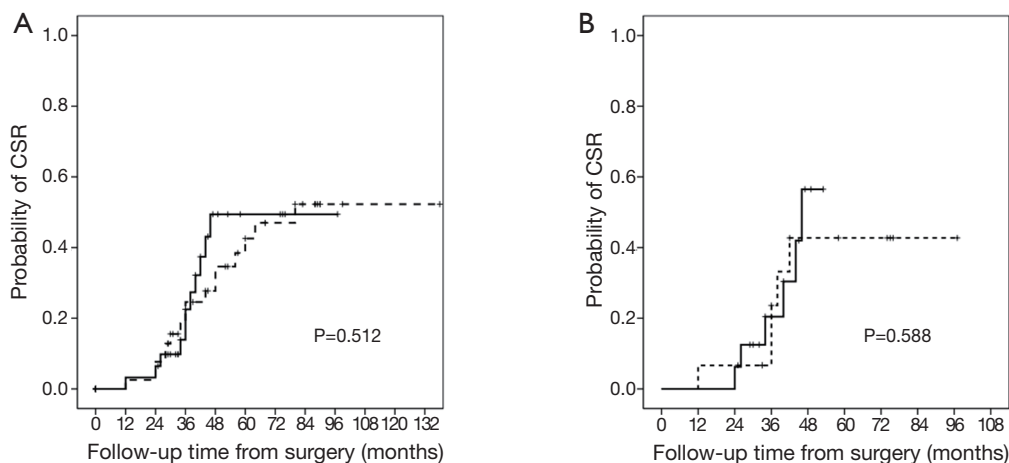 A
Probability of CSR
1.0
0.8
0.6
0.4
0.2
0.0
P=0.512
0 12 24 36 48 60 72 84 96 108 120 132
Follow-up time from surgery (months)
B
Probability of CSR
1.0
0.8
0.6
0.4
0.2
0.0
P=0.588
0 12 24 36 48 60 72 84 96 108
Follow-up time from surgery (months)